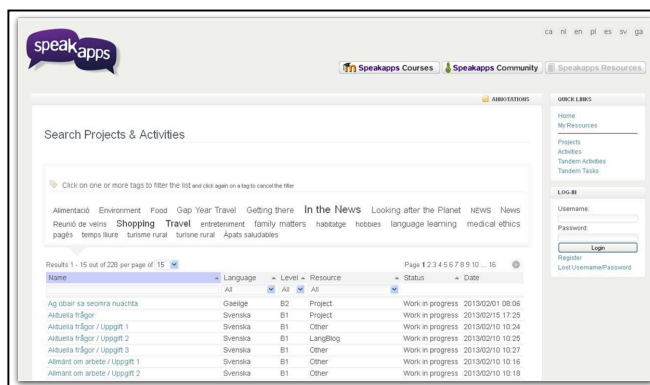 ca nl en pl es sv ga
speakapps
Speakapps Courses Speakapps Community Speakapps Resources
ANNOTATIONS
Search Projects & Activities
Click on one or more tags to filter the list and click again on a tag to cancel the filter
Alimentació Environment Food Gap Year Travel Getting there In the News Looking after the Planet NEWS News
Reunió de veïns Shopping Travel entreteniment family matters habitatge hobbies language learning medical ethics
pagès temps lliure turisme rural turisne rural Àpats saludables
Results 1 - 15 out of 228 per page of 15 Page 1 2 3 4 5 6 7 8 9 10 ... 16
Name Language Level Resource Status Date
All All All
Ag obair sa seomra nuachta Gaeilge B2 Project Work in progress 2013/02/01 08:06
Aktuella frågor Svenska B1 Project Work in progress 2013/02/15 17:25
Aktuella frågor / Uppgift 1 Svenska B1 Other Work in progress 2013/02/10 10:24
Aktuella frågor / Uppgift 2 Svenska B1 LangBlog Work in progress 2013/02/10 10:25
Aktuella frågor / Uppgift 3 Svenska B1 Other Work in progress 2013/02/10 10:27
Allmänt om arbete / Uppgift 1 Svenska B1 Other Work in progress 2013/02/10 10:16
Allmänt om arbete / Uppgift 2 Svenska B1 Other Work in progress 2013/02/10 10:18
QUICK LINKS
Home
My Resources
Projects
Activities
Tandem Activities
Tandem Tasks
LOG-IN
Username:
Password:
Login
Register
Lost Username/Password